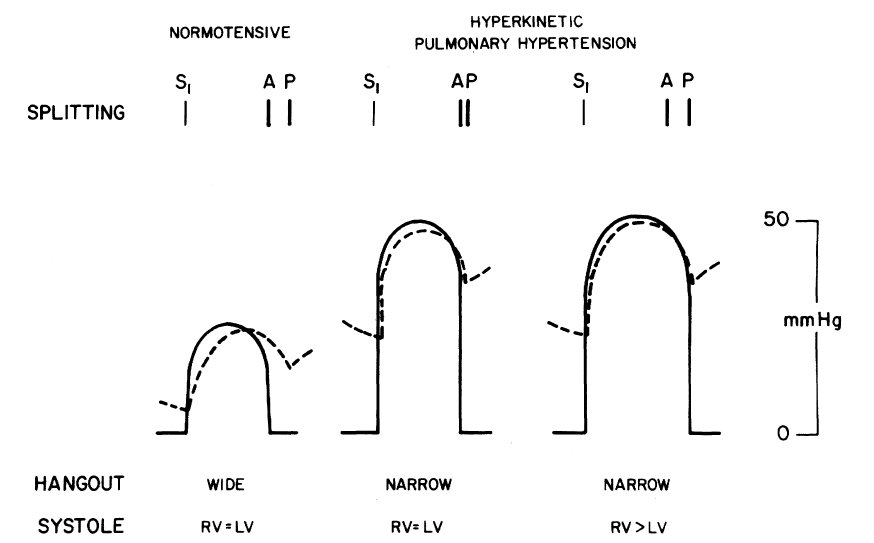 NORMOTENSIVE
HYPERKINETIC
PULMONARY HYPERTENSION
S₁ A P S₁ AP S₁ A P
SPLITTING
50
mmHg
0
HANGOUT WIDE NARROW NARROW
SYSTOLE RV=LV RV=LV RV>LV